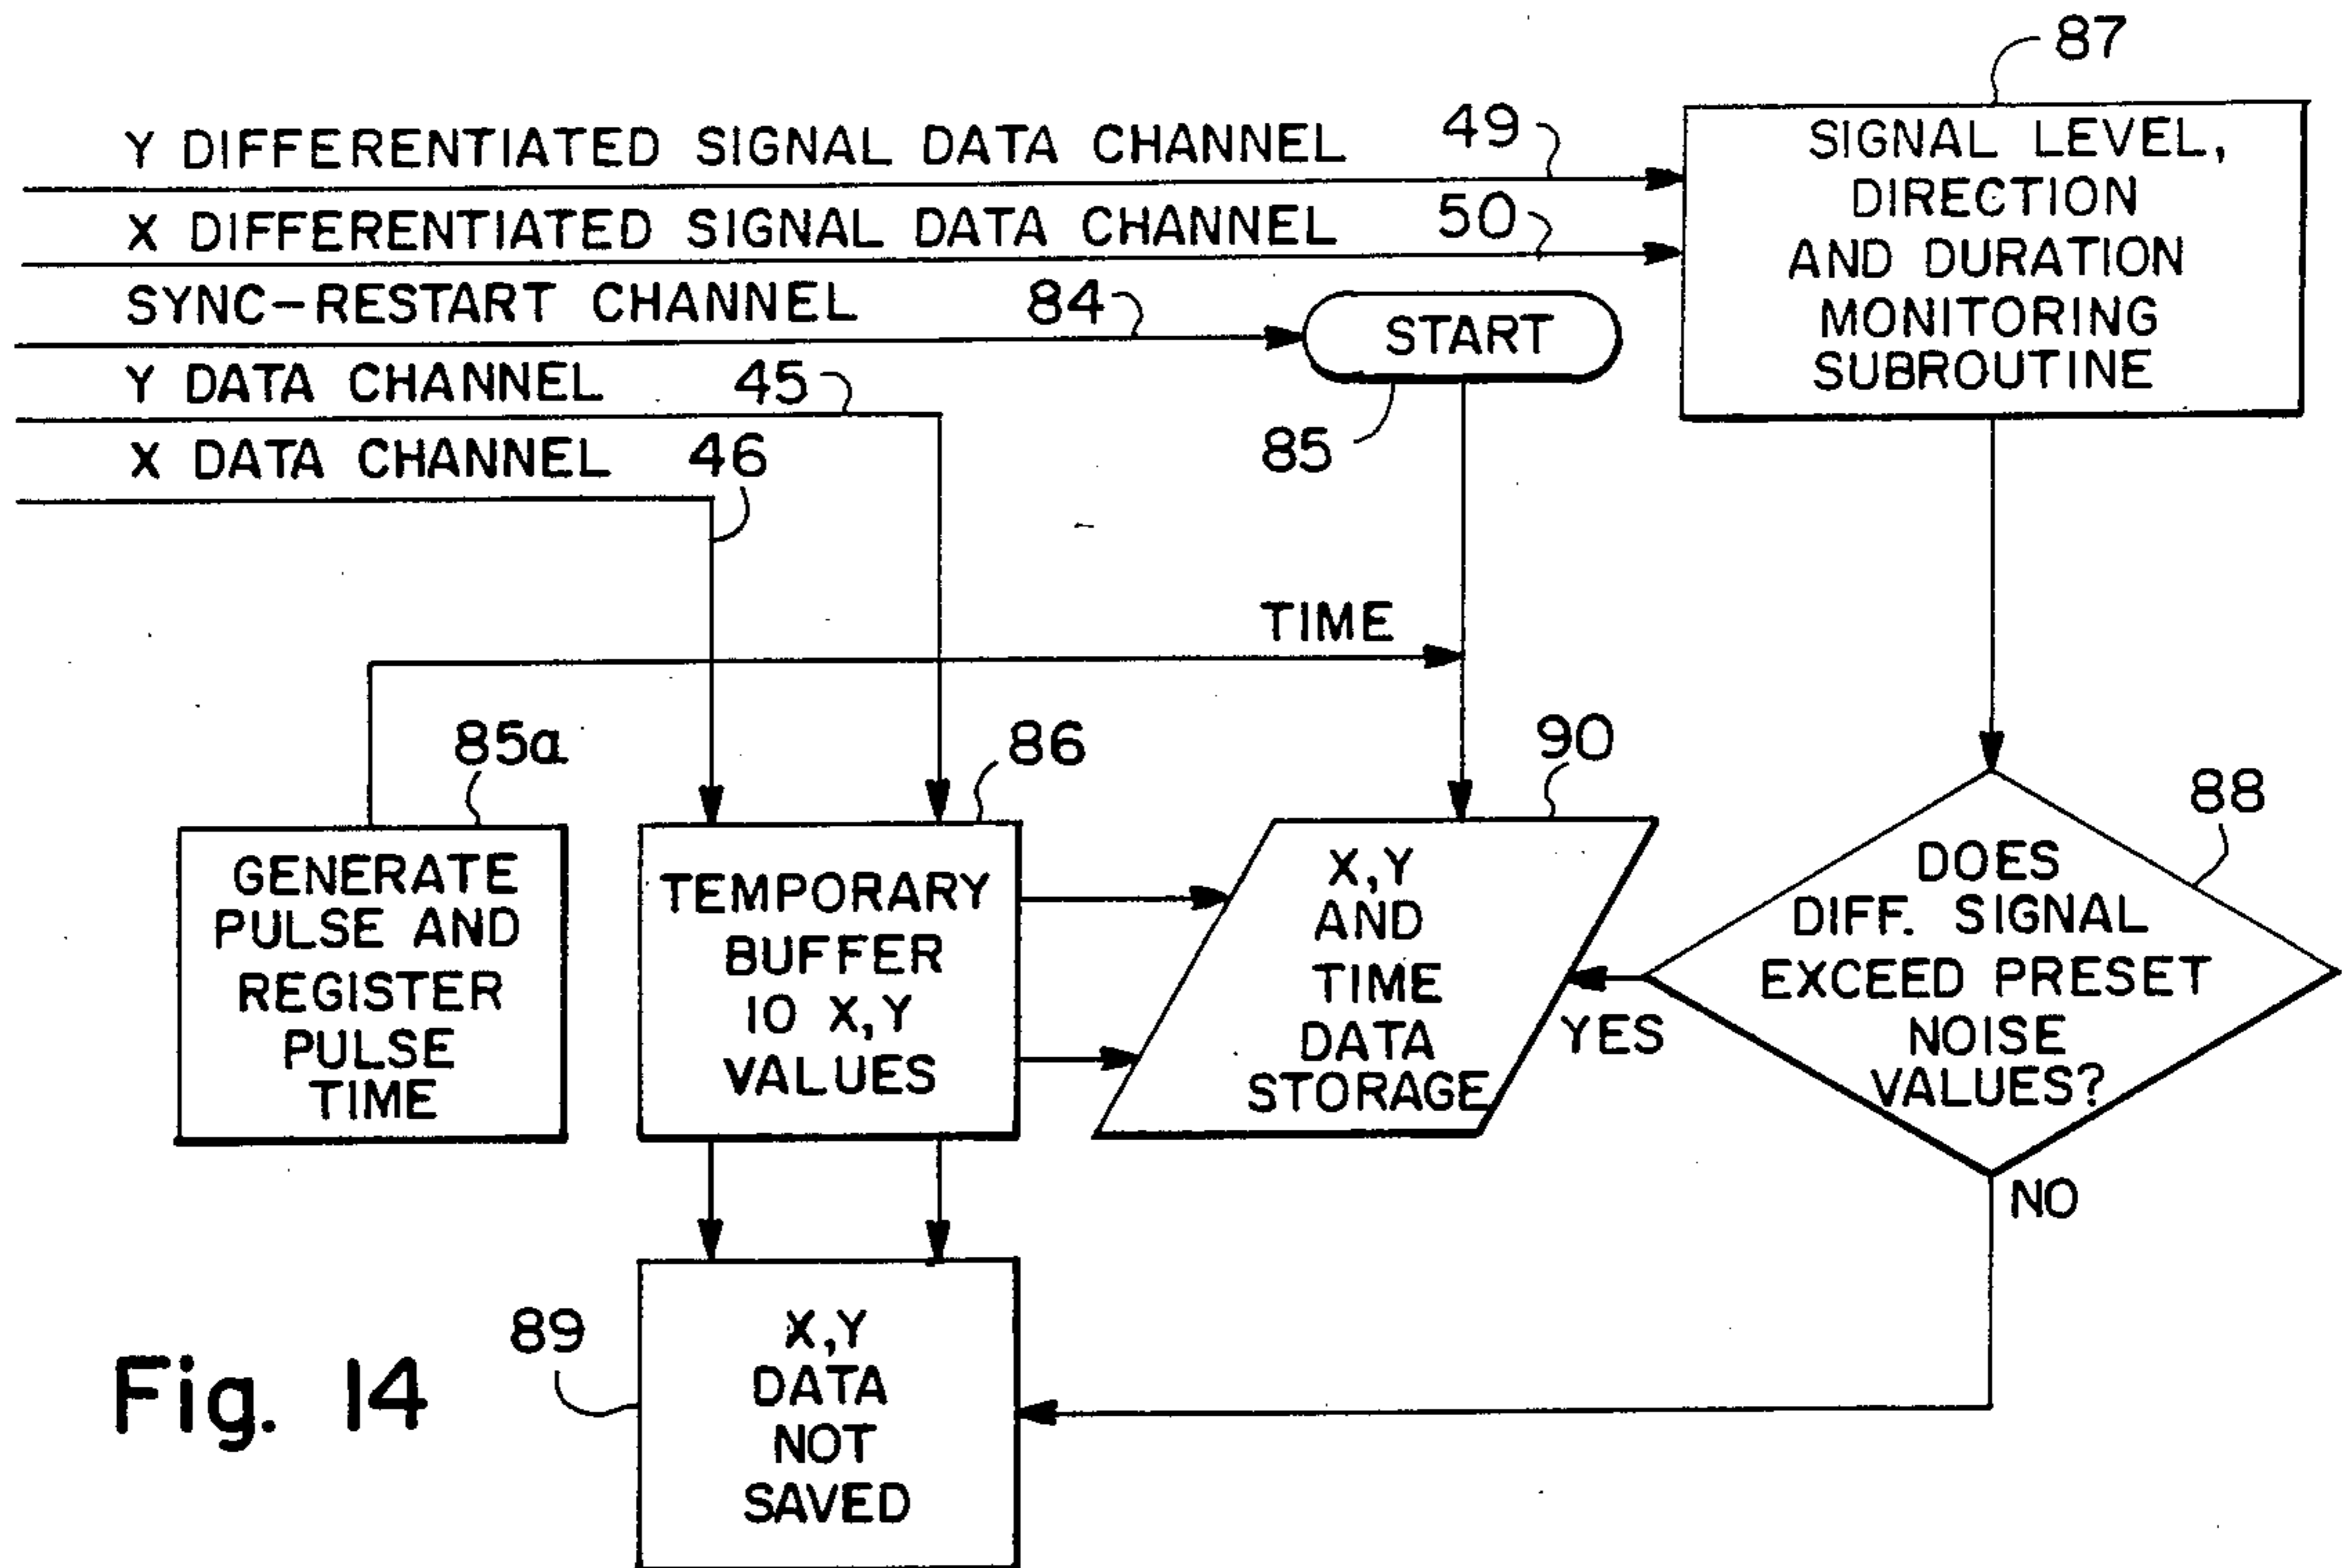 87
Y DIFFERENTIATED SIGNAL DATA CHANNEL 49
X DIFFERENTIATED SIGNAL DATA CHANNEL 50
SYNC-RESTART CHANNEL 84
Y DATA CHANNEL 45
X DATA CHANNEL 46
SIGNAL LEVEL,
DIRECTION
AND DURATION
MONITORING
SUBROUTINE
START
85
TIME
85a
86
90
88
GENERATE
PULSE AND
REGISTER
PULSE
TIME
TEMPORARY
BUFFER
10 X,Y
VALUES
X,Y
AND
TIME
DATA
STORAGE
DOES
DIFF. SIGNAL
EXCEED PRESET
NOISE
VALUES?
YES
NO
89
X,Y
DATA
NOT
SAVED
Fig. 14